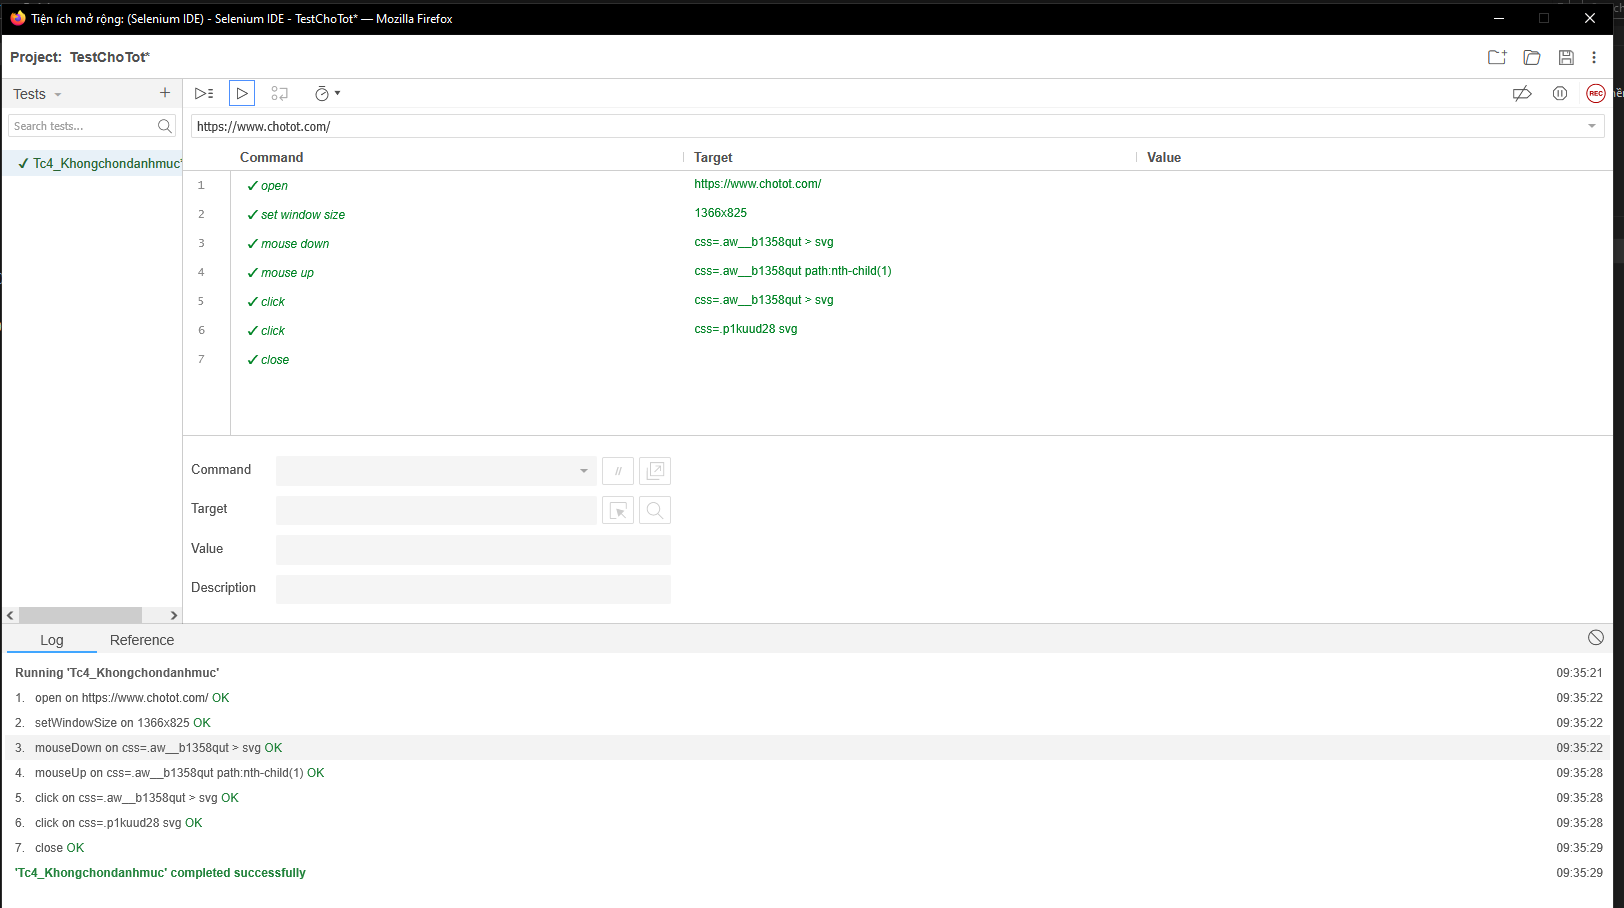 Tiện ích mở rộng: (Selenium IDE) - Selenium IDE - TestChoTot* — Mozilla Firefox
Project: TestChoTot*
Tests
Search tests...
✓ Tc4_Khongchondanhmuc*
REC
https://www.chotot.com/
Command Target Value
1 ✓ open https://www.chotot.com/
2 ✓ set window size 1366x825
3 ✓ mouse down css=.aw__b1358qut > svg
4 ✓ mouse up css=.aw__b1358qut path:nth-child(1)
5 ✓ click css=.aw__b1358qut > svg
6 ✓ click css=.p1kuud28 svg
7 ✓ close
Command //
Target
Value
Description
Log Reference
Running 'Tc4_Khongchondanhmuc' 09:35:21
1. open on https://www.chotot.com/ OK 09:35:22
2. setWindowSize on 1366x825 OK 09:35:22
3. mouseDown on css=.aw__b1358qut > svg OK 09:35:22
4. mouseUp on css=.aw__b1358qut path:nth-child(1) OK 09:35:28
5. click on css=.aw__b1358qut > svg OK 09:35:28
6. click on css=.p1kuud28 svg OK 09:35:28
7. close OK 09:35:29
'Tc4_Khongchondanhmuc' completed successfully 09:35:29